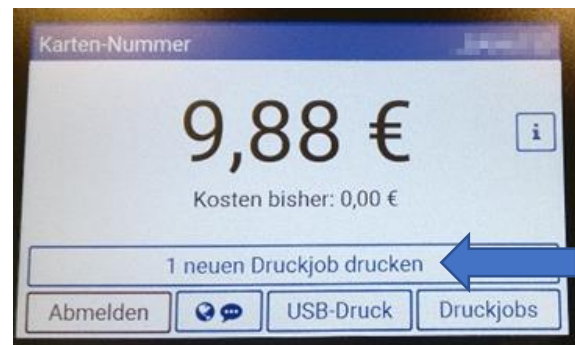 Karten-Nummer
9,88 €
i
Kosten bisher: 0,00 €
1 neuen Druckjob drucken
Abmelden
USB-Druck
Druckjobs